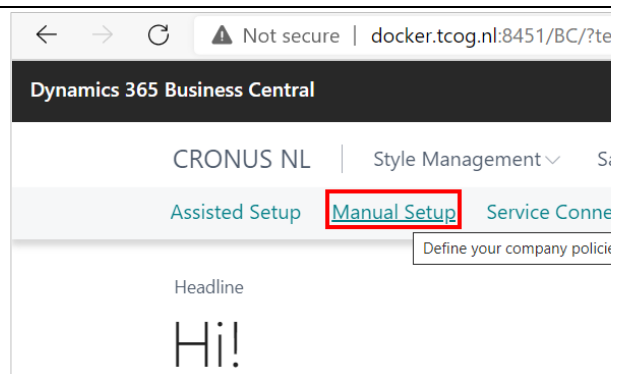 Not secure | docker.tcog.nl:8451/BC/?te
Dynamics 365 Business Central
CRONUS NL | Style Management
Assisted Setup Manual Setup Service Conne
Define your company policie
Headline
Hi!